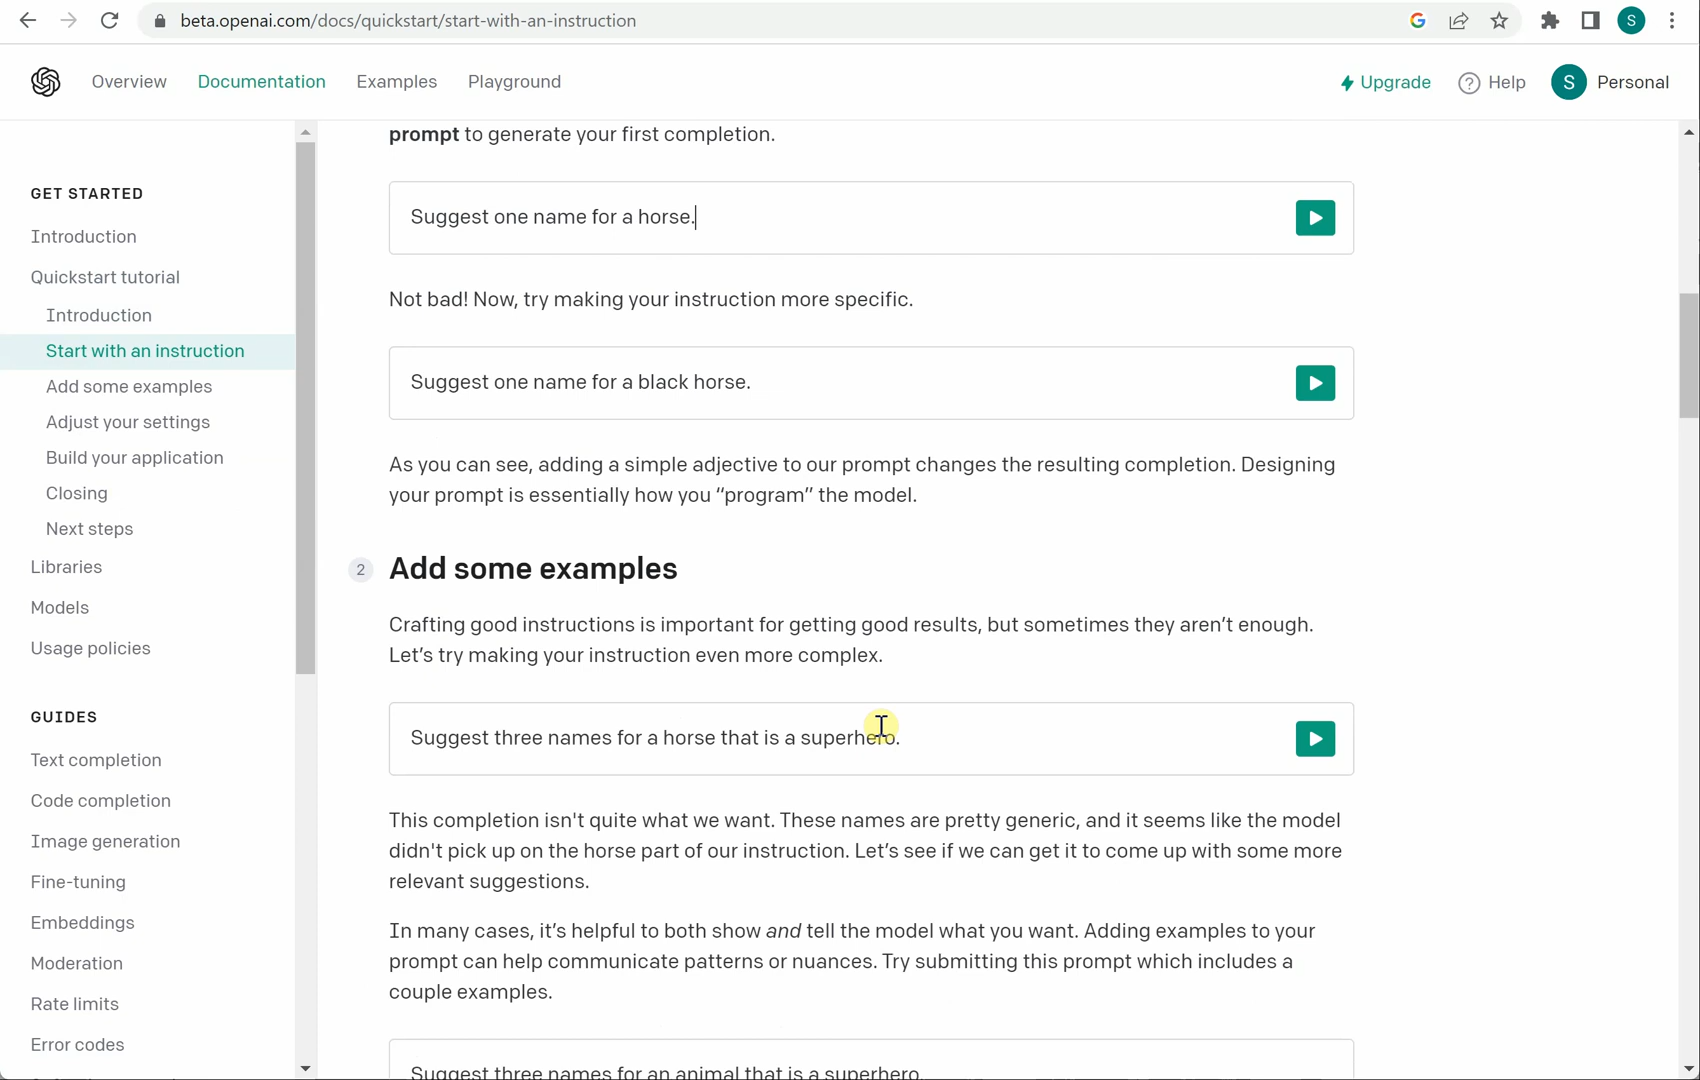 beta.openai.com/docs/quickstart/start-with-an-instruction
G
S
Overview
Documentation
Examples
Playground
Upgrade
? Help
S Personal
GET STARTED
Introduction
Quickstart tutorial
Introduction
Start with an instruction
Add some examples
Adjust your settings
Build your application
Closing
Next steps
Libraries
Models
Usage policies
GUIDES
Text completion
Code completion
Image generation
Fine-tuning
Embeddings
Moderation
Rate limits
Error codes
prompt to generate your first completion.
Suggest one name for a horse.
Not bad! Now, try making your instruction more specific.
Suggest one name for a black horse.
As you can see, adding a simple adjective to our prompt changes the resulting completion. Designing
your prompt is essentially how you “program” the model.
2 Add some examples
Crafting good instructions is important for getting good results, but sometimes they aren’t enough.
Let’s try making your instruction even more complex.
Suggest three names for a horse that is a superhero.
This completion isn't quite what we want. These names are pretty generic, and it seems like the model
didn't pick up on the horse part of our instruction. Let’s see if we can get it to come up with some more
relevant suggestions.
In many cases, it’s helpful to both show and tell the model what you want. Adding examples to your
prompt can help communicate patterns or nuances. Try submitting this prompt which includes a
couple examples.
Suggest three names for an animal that is a superhero.